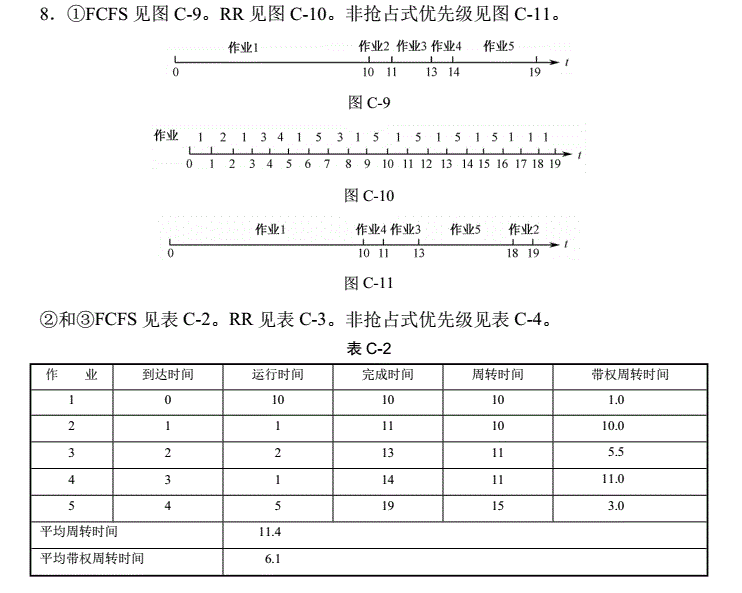 8．①FCFS 见图 C-9。RR 见图 C-10。非抢占式优先级见图 C-11。
作业1 作业2 作业3 作业4 作业5
0 10 11 13 14 19 t
图 C-9
作业 1 2 1 3 4 1 5 3 1 5 1 5 1 5 1 5 1 1 1
0 1 2 3 4 5 6 7 8 9 10 11 12 13 14 15 16 17 18 19 t
图 C-10
作业1 作业4 作业3 作业5 作业2
0 10 11 13 18 19 t
图 C-11
②和③FCFS 见表 C-2。RR 见表 C-3。非抢占式优先级见表 C-4。
表 C-2
作 业 到达时间 运行时间 完成时间 周转时间 带权周转时间
1 0 10 10 10 1.0
2 1 1 11 10 10.0
3 2 2 13 11 5.5
4 3 1 14 11 11.0
5 4 5 19 15 3.0
平均周转时间 11.4
平均带权周转时间 6.1